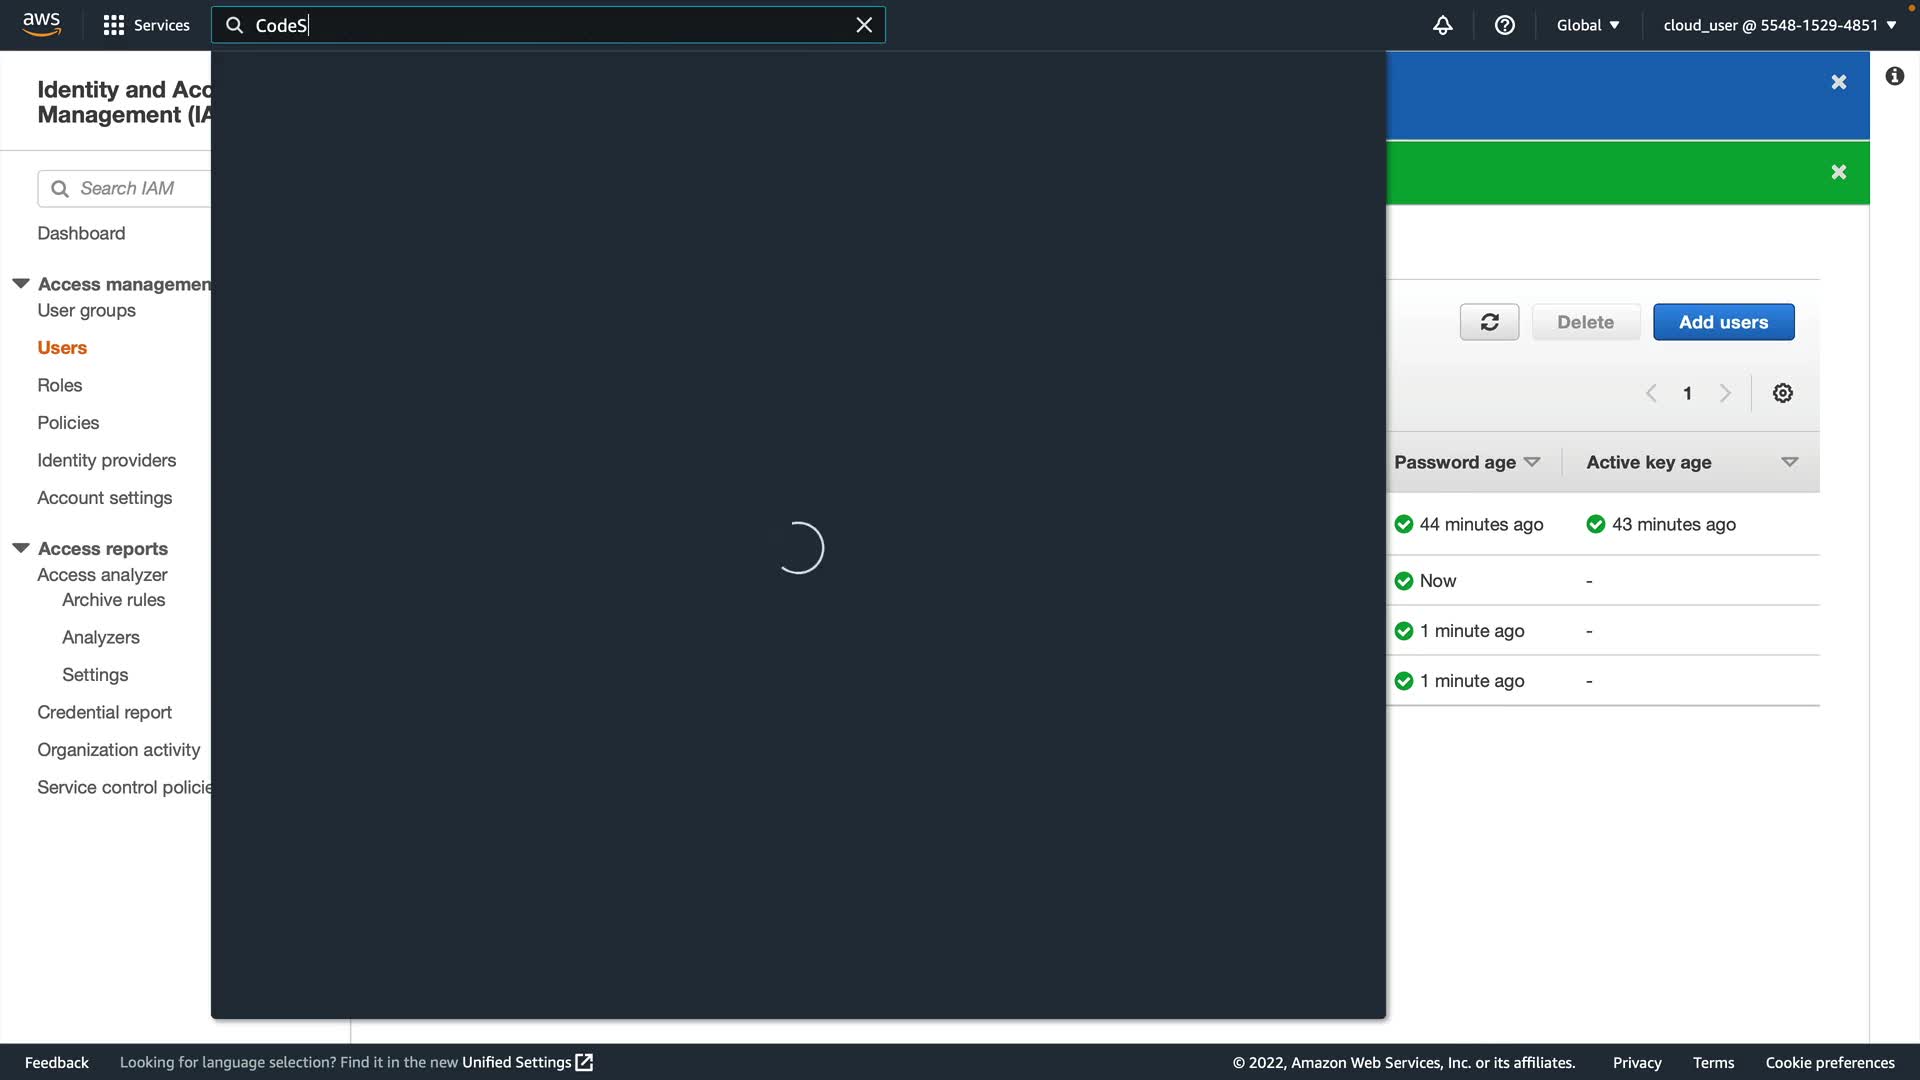 aws
Services
CodeS
Global
cloud_user @ 5548-1529-4851
Identity and Acc
Management (IA
Search IAM
Dashboard
Access managemen
User groups
Users
Roles
Policies
Identity providers
Account settings
Access reports
Access analyzer
Archive rules
Analyzers
Settings
Credential report
Organization activity
Service control policie
Delete
Add users
1
Password age
Active key age
44 minutes ago
43 minutes ago
Now
-
1 minute ago
-
1 minute ago
-
Feedback
Looking for language selection? Find it in the new Unified Settings
© 2022, Amazon Web Services, Inc. or its affiliates.
Privacy
Terms
Cookie preferences